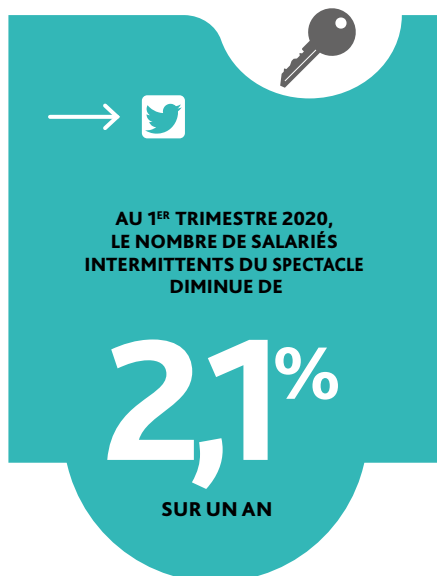 AU 1ER TRIMESTRE 2020,
LE NOMBRE DE SALARIÉS
INTERMITTENTS DU SPECTACLE
DIMINUE DE
2,1%
SUR UN AN